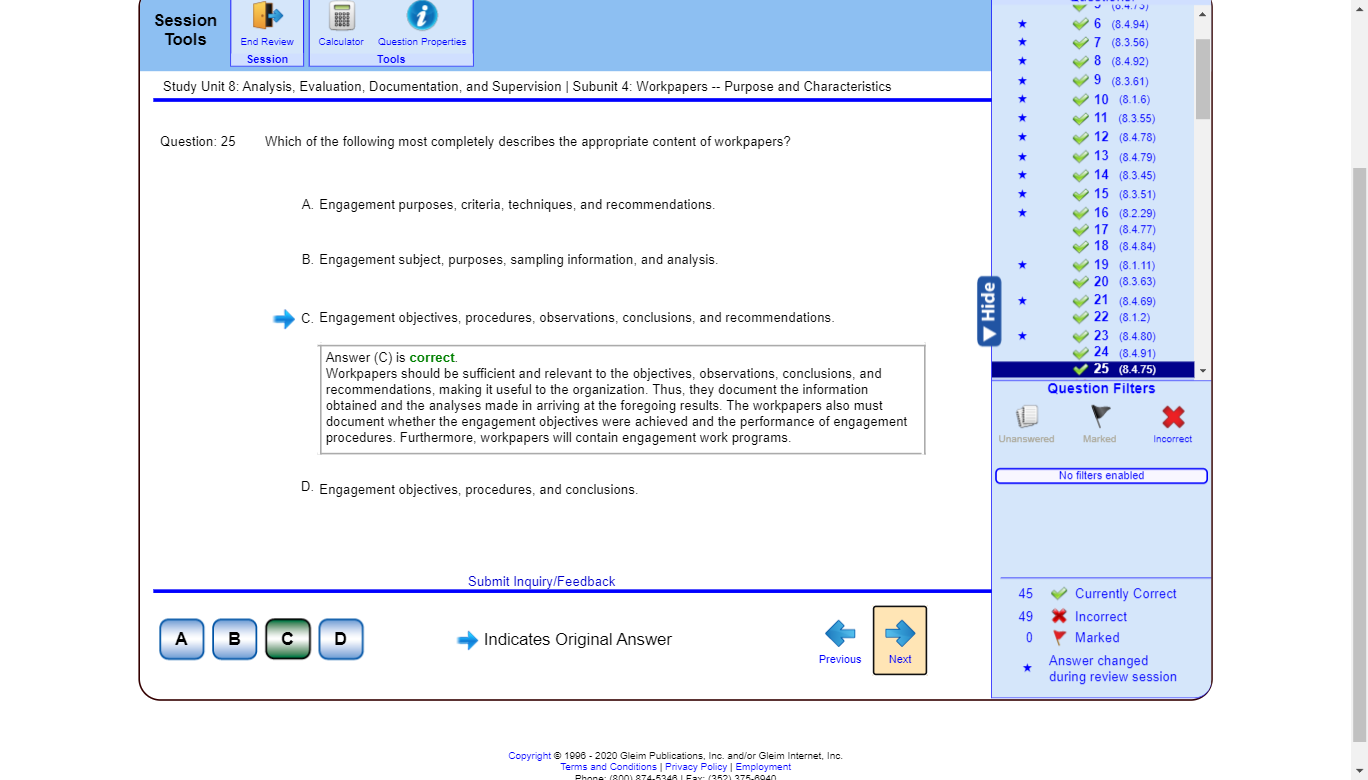 Session
Tools
End Review
Session
Calculator
Question Properties
Tools
Study Unit 8: Analysis, Evaluation, Documentation, and Supervision | Subunit 4: Workpapers -- Purpose and Characteristics
Question: 25
Which of the following most completely describes the appropriate content of workpapers?
A. Engagement purposes, criteria, techniques, and recommendations.
B. Engagement subject, purposes, sampling information, and analysis.
C. Engagement objectives, procedures, observations, conclusions, and recommendations.
Answer (C) is correct.
Workpapers should be sufficient and relevant to the objectives, observations, conclusions, and
recommendations, making it useful to the organization. Thus, they document the information
obtained and the analyses made in arriving at the foregoing results. The workpapers also must
document whether the engagement objectives were achieved and the performance of engagement
procedures. Furthermore, workpapers will contain engagement work programs.
D. Engagement objectives, procedures, and conclusions.
Submit Inquiry/Feedback
A B C D
Indicates Original Answer
Previous
Next
Hide
5 (8.4.73)
6 (8.4.94)
7 (8.3.56)
8 (8.4.92)
9 (8.3.61)
10 (8.1.6)
11 (8.3.55)
12 (8.4.78)
13 (8.4.79)
14 (8.3.45)
15 (8.3.51)
16 (8.2.29)
17 (8.4.77)
18 (8.4.84)
19 (8.1.11)
20 (8.3.63)
21 (8.4.69)
22 (8.1.2)
23 (8.4.80)
24 (8.4.91)
25 (8.4.75)
Question Filters
Unanswered
Marked
Incorrect
No filters enabled
45 Currently Correct
49 Incorrect
0 Marked
Answer changed
during review session
Copyright © 1996 - 2020 Gleim Publications, Inc. and/or Gleim Internet, Inc.
Terms and Conditions | Privacy Policy | Employment
Phone: (800) 874-5346 | Fax: (352) 375-6940